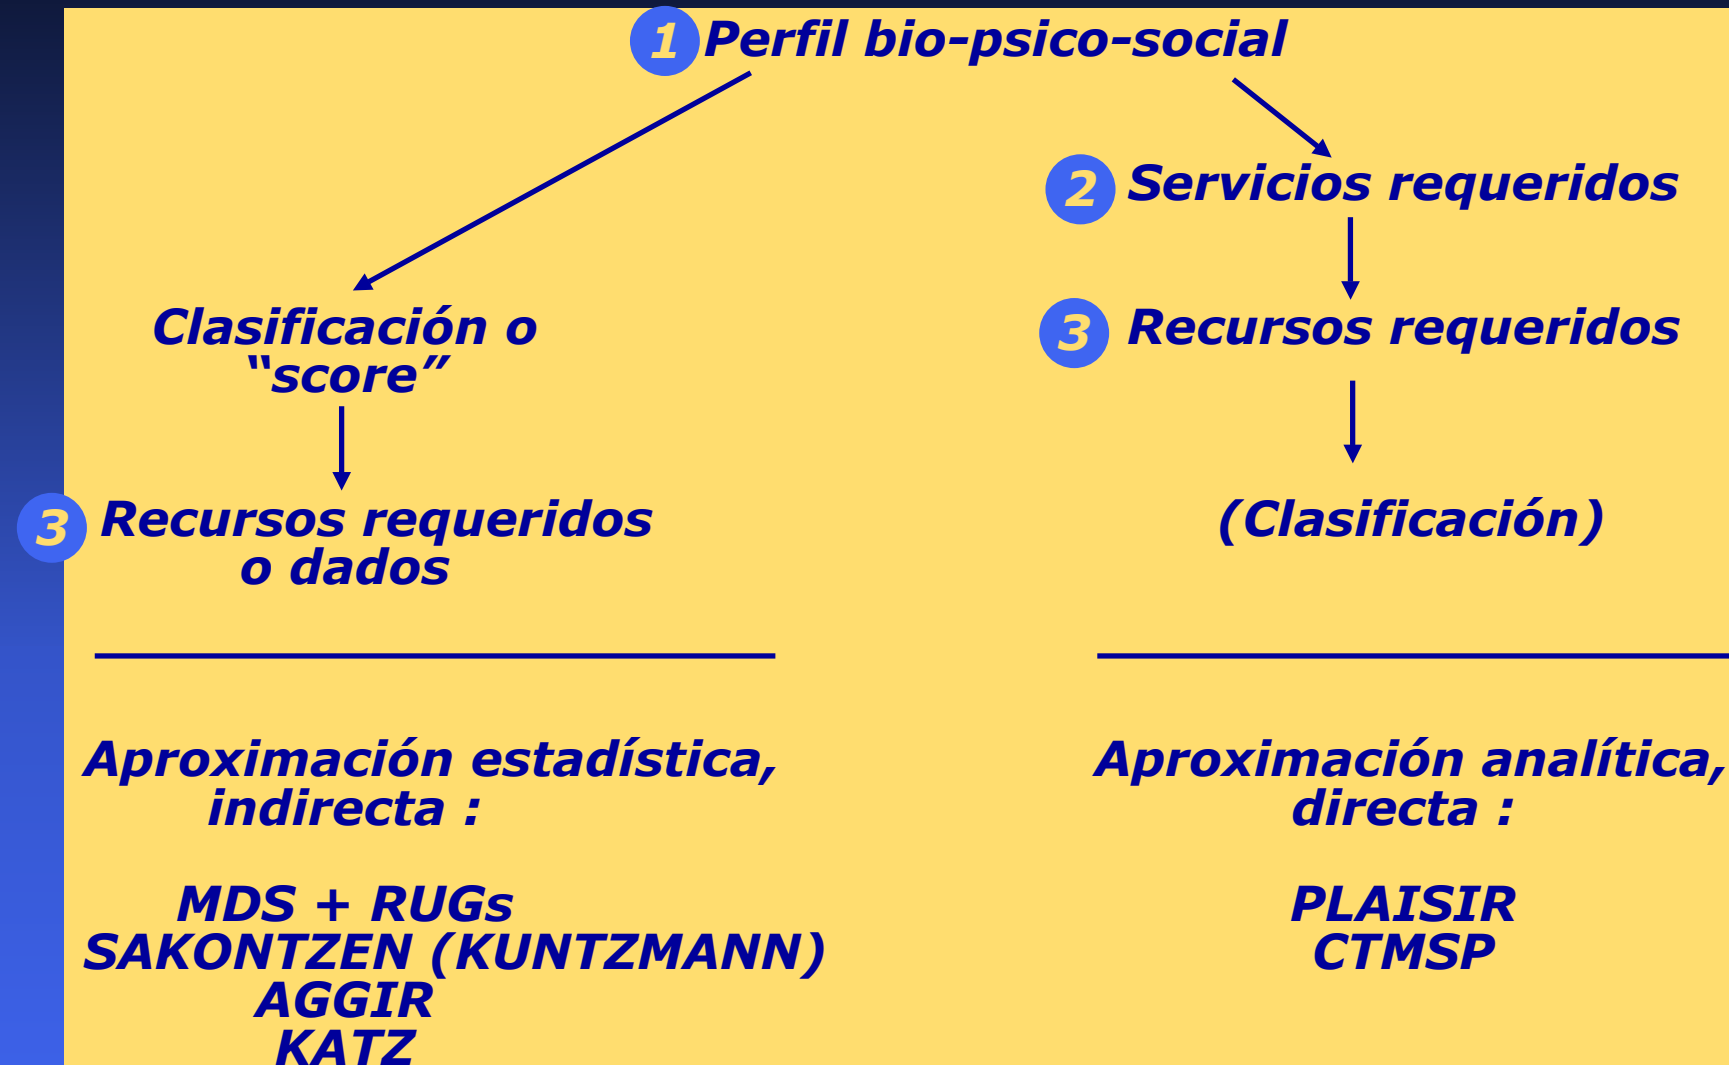 1 Perfil bio-psico-social
2 Servicios requeridos
Clasificación o
“score”
3 Recursos requeridos
3 Recursos requeridos
o dados
(Clasificación)
Aproximación estadística,
indirecta :
MDS + RUGs
SAKONTZEN (KUNTZMANN)
AGGIR
KATZ
Aproximación analítica,
directa :
PLAISIR
CTMSP